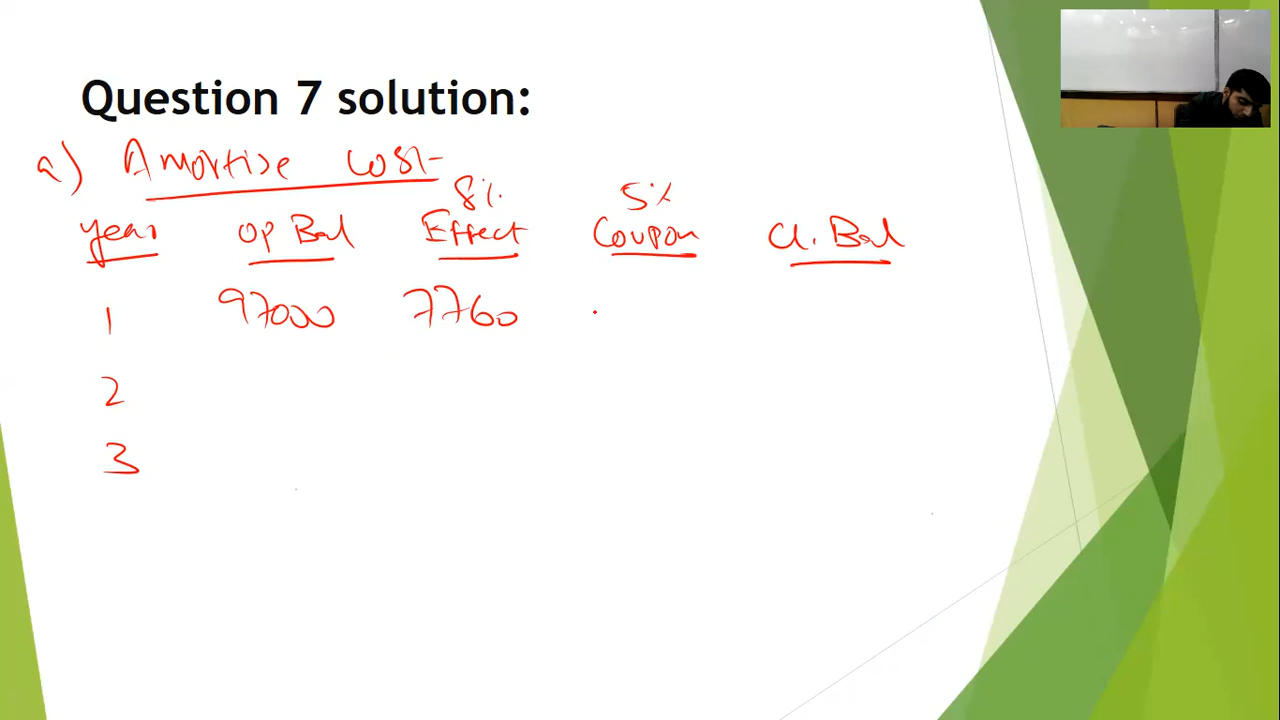 Question 7 solution:
a) Amortise cost
8% 5%
year Op Bal Effect Coupon Cl. Bal
1 97000 7760
2
3